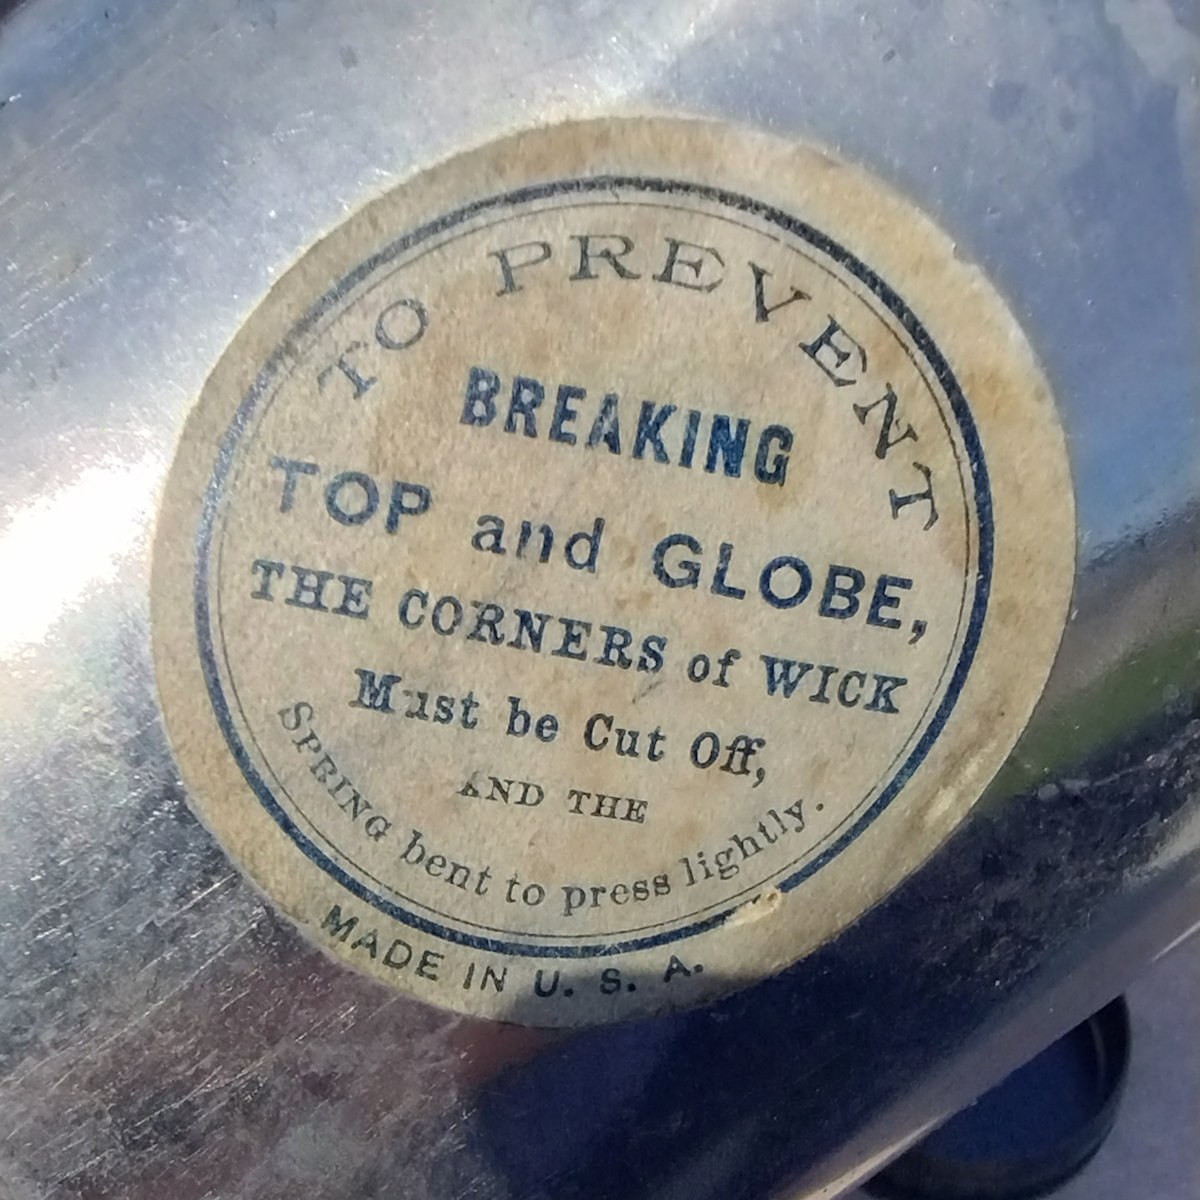 TO PREVENT
BREAKING
TOP and GLOBE,
THE CORNERS of WICK
Must be Cut Off,
AND THE
SPRING bent to press lightly.
MADE IN U. S. A.